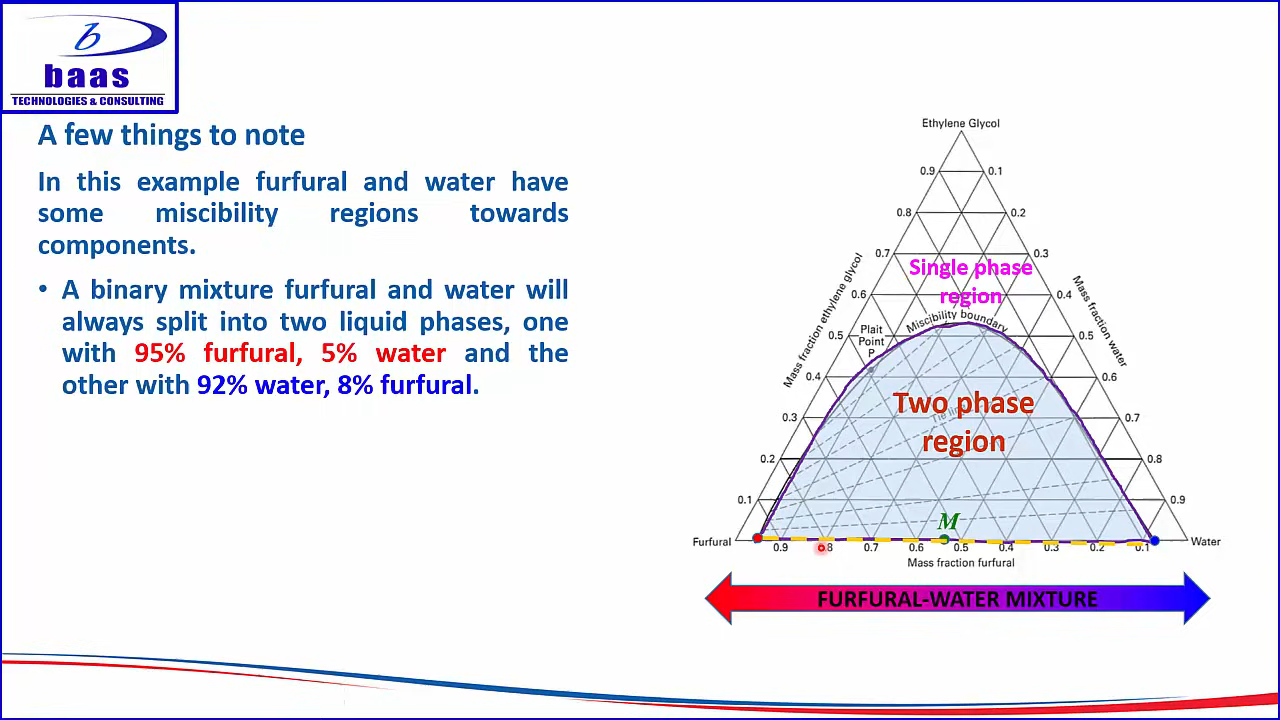 b
baas
TECHNOLOGIES & CONSULTING
A few things to note
In this example furfural and water have
some miscibility regions towards
components.
• A binary mixture furfural and water will
always split into two liquid phases, one
with 95% furfural, 5% water and the
other with 92% water, 8% furfural.
Ethylene Glycol
0.9
0.1
0.8
0.2
0.7
0.3
0.6
0.4
0.5
0.5
0.4
0.6
0.3
0.7
0.2
0.8
0.1
0.9
Mass fraction ethylene glycol
Mass fraction water
Single phase
region
Miscibility boundary
Plait
Point
P
Two phase
region
M
Furfural
Water
0.9
0.8
0.7
0.6
0.5
0.4
0.3
0.2
0.1
Mass fraction furfural
FURFURAL-WATER MIXTURE